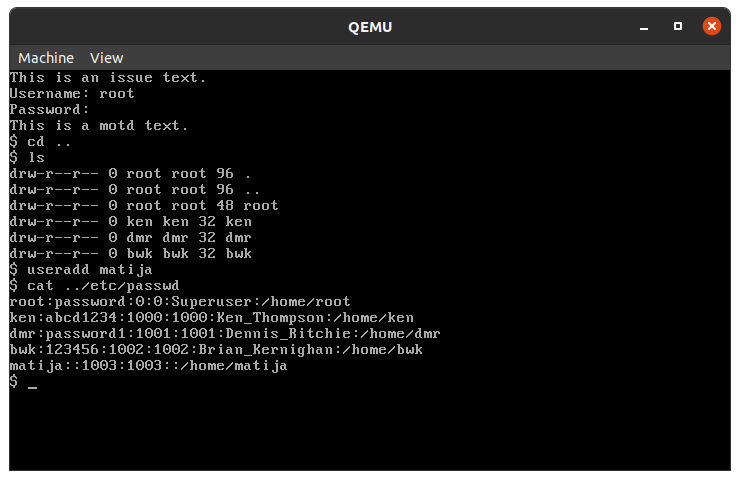 QEMU
Machine View
This is an issue text.
Username: root
Password:
This is a motd text.
$ cd ..
$ ls
drw-r--r-- 0 root root 96 .
drw-r--r-- 0 root root 96 ..
drw-r--r-- 0 root root 48 root
drw-r--r-- 0 ken ken 32 ken
drw-r--r-- 0 dmr dmr 32 dmr
drw-r--r-- 0 bwk bwk 32 bwk
$ useradd matija
$ cat ../etc/passwd
root:password:0:0:Superuser:/home/root
ken:abcd1234:1000:1000:Ken_Thompson:/home/ken
dmr:password1:1001:1001:Dennis_Ritchie:/home/dmr
bwk:123456:1002:1002:Brian_Kernighan:/home/bwk
matija::1003:1003::/home/matija
$ _